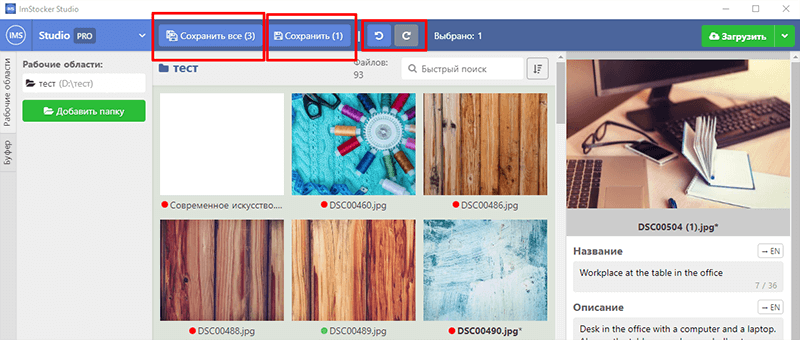 ImStocker Studio
IMS Studio PRO
Сохранить все (3)
Сохранить (1)
Выбрано: 1
Загрузить
Рабочие области
Буфер
Рабочие области:
тест (D:\тест)
Добавить папку
тест
Файлов:
93
Быстрый поиск
Современное искусство....
DSC00460.jpg
DSC00486.jpg
DSC00488.jpg
DSC00489.jpg
DSC00490.jpg*
DSC00504 (1).jpg*
Название
→ EN
Workplace at the table in the office
7 / 36
Описание
→ EN
Desk in the office with a computer and a laptop.